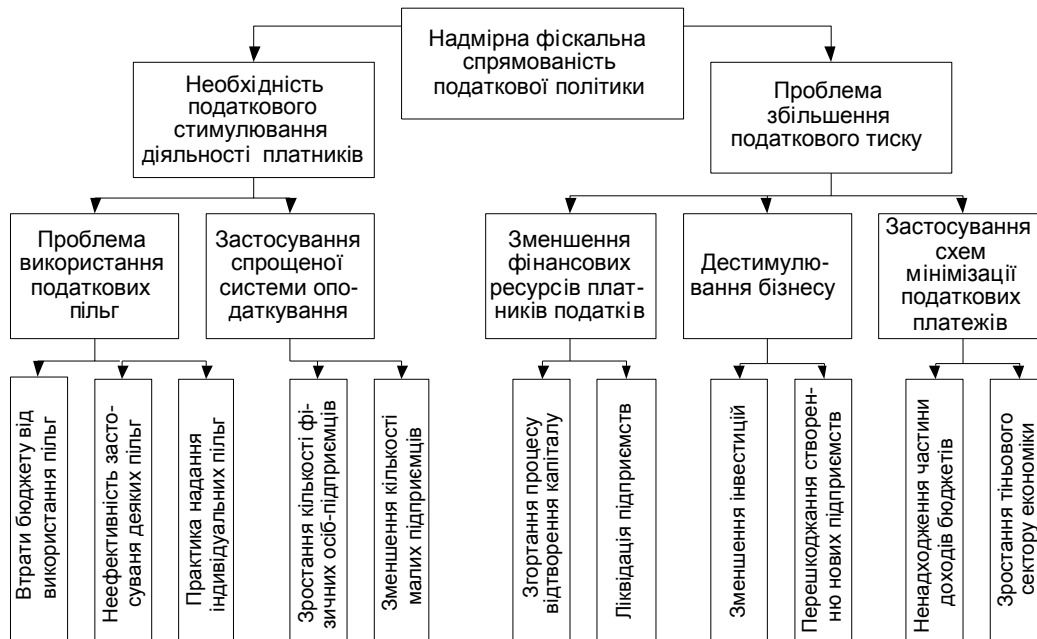 Надмірна фіскальна
спрямованість
податкової політики
Необхідність
податкового
стимулювання
діяльності платників
Проблема
збільшення
податкового тиску
Проблема
використання
податкових
пільг
Застосування
спрощеної
системи опо-
даткування
Зменшення
фінансових
ресурсів плат-
ників податків
Дестимулю-
вання бізнесу
Застосування
схем
мінімізації
податкових
платежів
Втрати бюджету від
використання пільг
Неефективність засто-
суваня деяких пільг
Практика надання
індивідуальних пільг
Зростання кількості фі-
зичних осіб-підприємців
Зменшення кількості
малих підприємців
Згортання процесу
відтворення капіталу
Ліквідація підприємств
Зменшення інвестицій
Перешкоджання створен-
ню нових підприємств
Ненадходження частини
доходів бюджетів
Зростання тіньового
сектору економіки